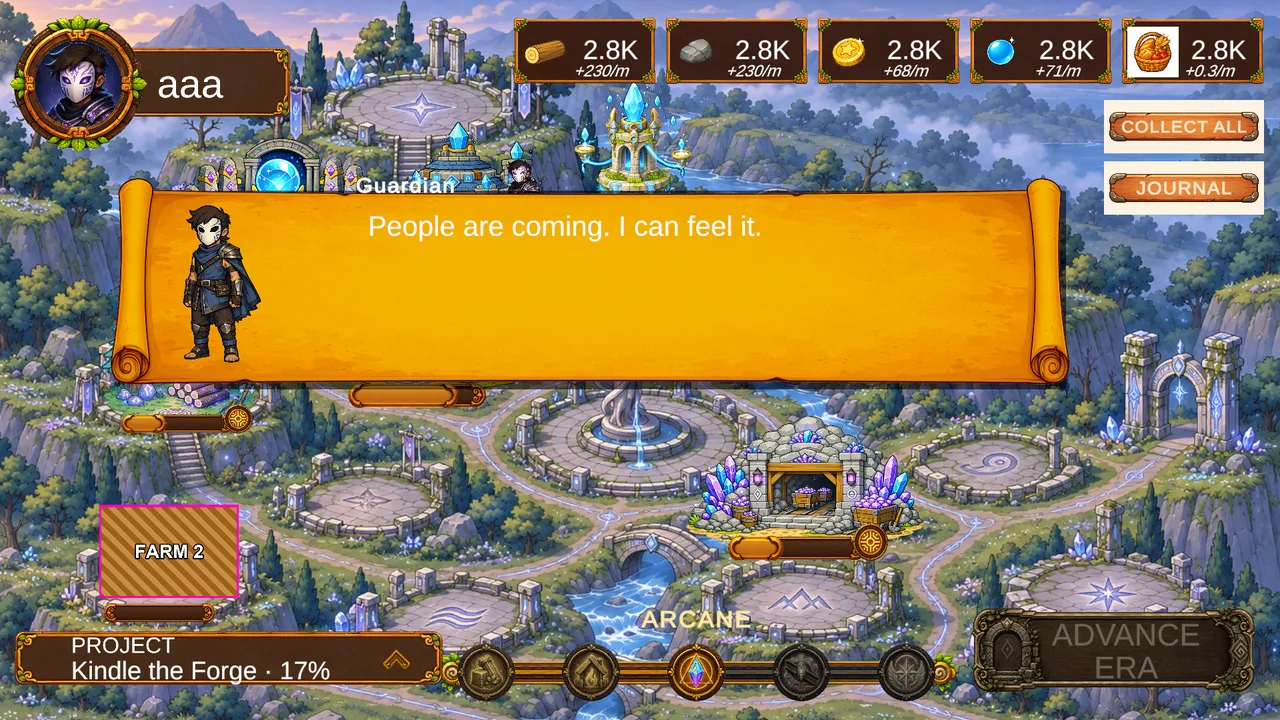 aaa
2.8K
+230/m
2.8K
+230/m
2.8K
+68/m
2.8K
+71/m
2.8K
+0.3/m
COLLECT ALL
JOURNAL
Guardian
People are coming. I can feel it.
FARM 2
ARCANE
PROJECT
Kindle the Forge · 17%
ADVANCE
ERA